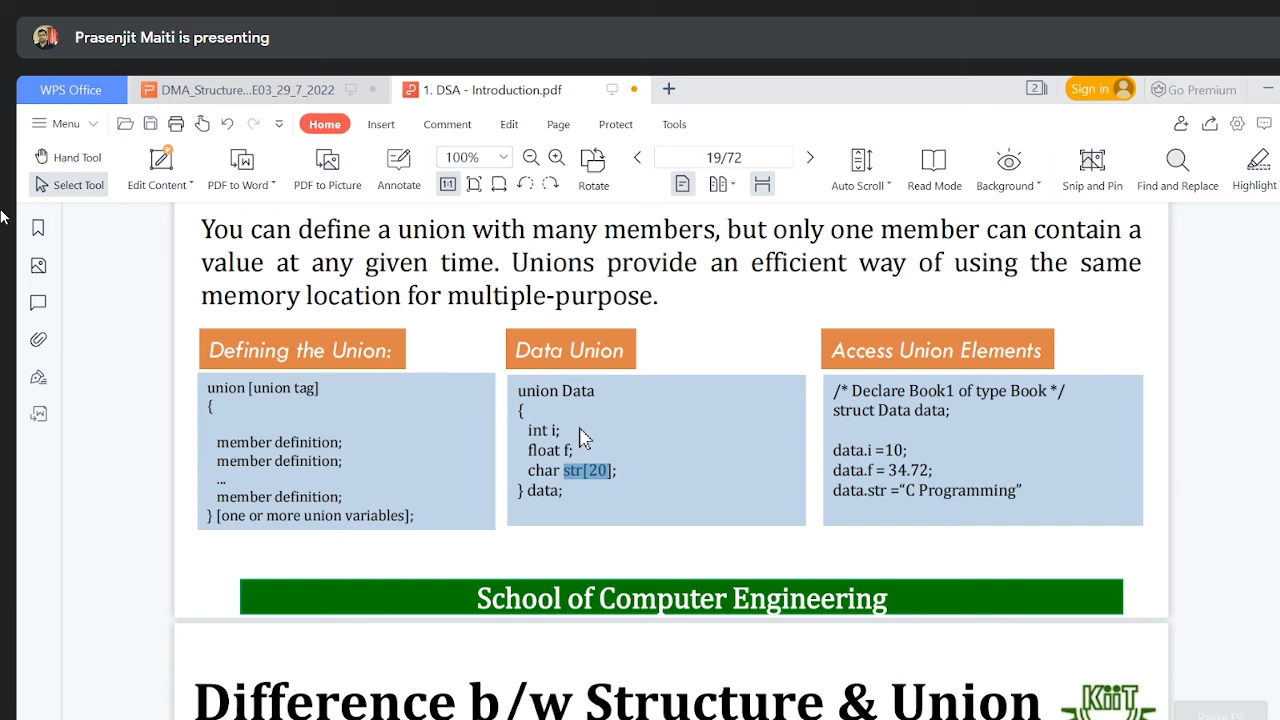 Prasenjit Maiti is presenting
WPS Office
DMA_Structure...E03_29_7_2022
1. DSA - Introduction.pdf
2
Sign in
Go Premium
Menu
Home
Insert
Comment
Edit
Page
Protect
Tools
Hand Tool
Select Tool
Edit Content
PDF to Word
PDF to Picture
Annotate
100%
19/72
Rotate
Auto Scroll
Read Mode
Background
Snip and Pin
Find and Replace
Highlight
You can define a union with many members, but only one member can contain a
value at any given time. Unions provide an efficient way of using the same
memory location for multiple-purpose.
Defining the Union:
union [union tag]
{
member definition;
member definition;
...
member definition;
} [one or more union variables];
Data Union
union Data
{
int i;
float f;
char str[20];
} data;
Access Union Elements
/* Declare Book1 of type Book */
struct Data data;
data.i =10;
data.f = 34.72;
data.str =“C Programming”
School of Computer Engineering
Difference b/w Structure & Union
KiiT
Page19